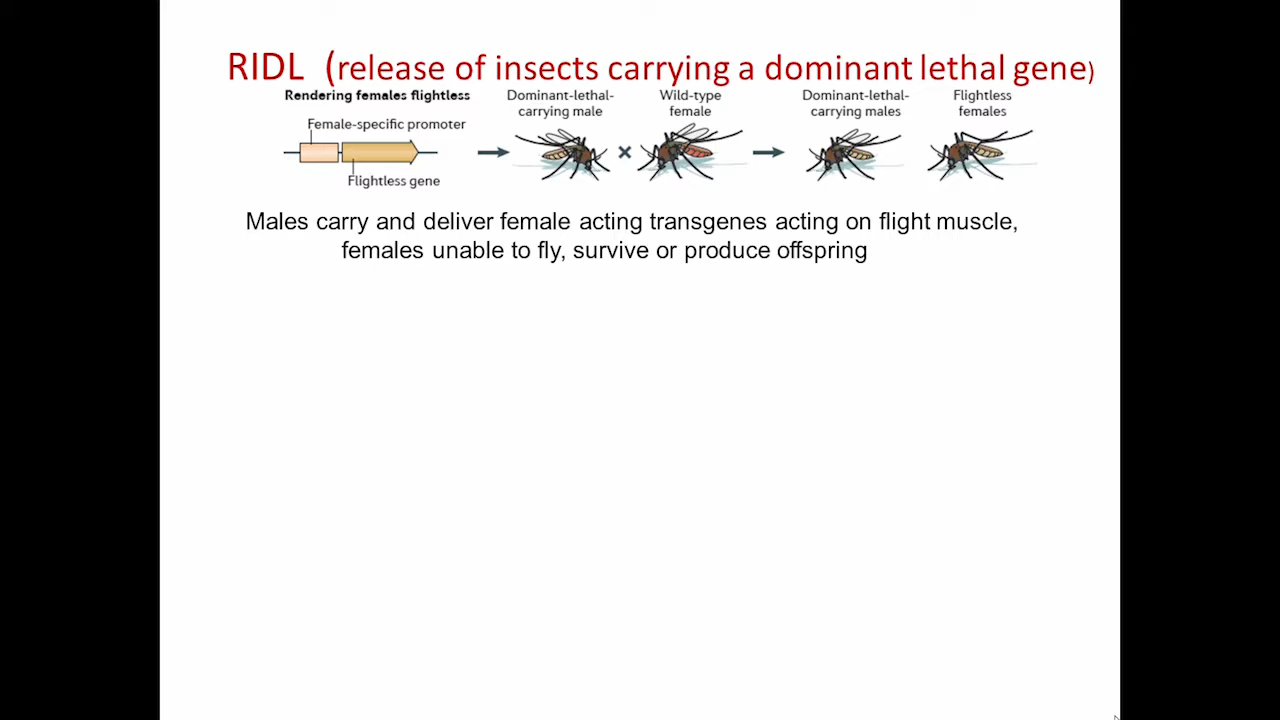 RIDL (release of insects carrying a dominant lethal gene)
Rendering females flightless
Female-specific promoter
Flightless gene
Dominant-lethal-
carrying male
×
Wild-type
female
Dominant-lethal-
carrying males
Flightless
females
Males carry and deliver female acting transgenes acting on flight muscle,
females unable to fly, survive or produce offspring